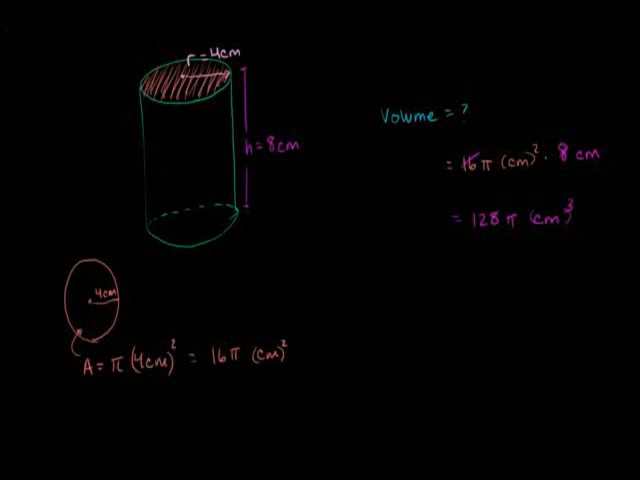 r=4cm
h=8cm
Volume = ?
= 16π (cm)² · 8 cm
= 128 π (cm)³
4cm
A = π (4cm)² = 16π (cm)²